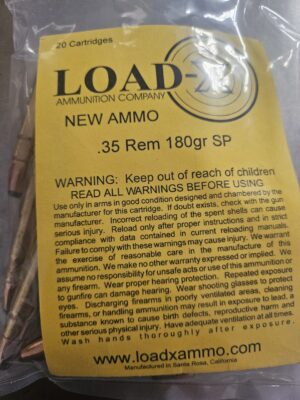 20 Cartridges
LOAD-X
AMMUNITION COMPANY
NEW AMMO
.35 Rem 180gr SP
WARNING: Keep out of reach of children
READ ALL WARNINGS BEFORE USING
Use only in arms in good condition designed and chambered by the
manufacturer for this cartridge. If doubt exists, check with the gun
manufacturer. Incorrect reloading of the spent shells can cause
serious injury. Reload only after proper instructions and in strict
compliance with data contained in current reloading manuals.
Failure to comply with these warnings may cause injury. We warrant
the exercise of reasonable care in the manufacture of this
ammunition. We make no other warranty expressed or implied. We
assume no responsibility for unsafe acts or use of this ammunition or
any firearm. Wear proper hearing protection. Repeated exposure
to gunfire can damage hearing. Wear shooting glasses to protect
eyes. Discharging firearms in poorly ventilated areas, cleaning
firearms, or handling ammunition may result in exposure to lead, a
substance known to cause birth defects, reproductive harm and
other serious physical injury. Have adequate ventilation at all times.
Wash hands thoroughly after exposure.
www.loadxammo.com
Manufactured in Santa Rosa, California